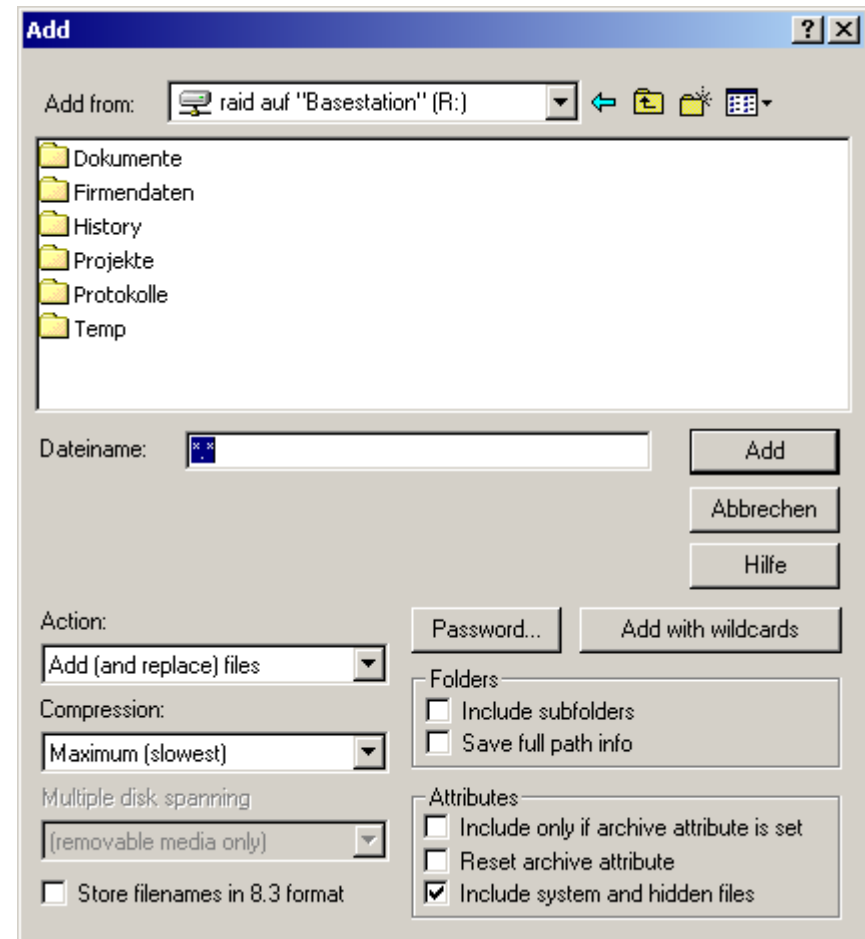 Add
Add from: raid auf "Basestation" (R:)
Dokumente
Firmendaten
History
Projekte
Protokolle
Temp
Dateiname: *.*
Add
Abbrechen
Hilfe
Action:
Add (and replace) files
Compression:
Maximum (slowest)
Multiple disk spanning
(removable media only)
Store filenames in 8.3 format
Password... Add with wildcards
Folders
Include subfolders
Save full path info
Attributes
Include only if archive attribute is set
Reset archive attribute
Include system and hidden files